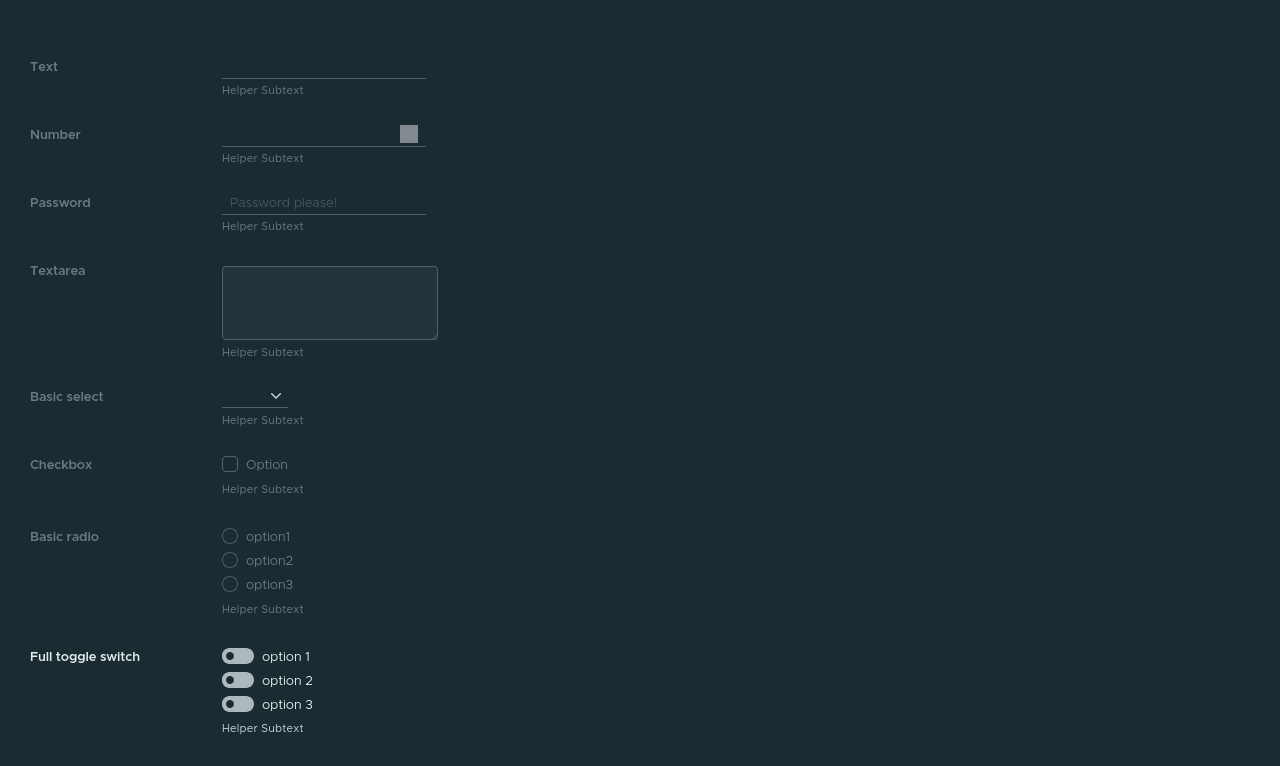 Text
Helper Subtext
Number
Helper Subtext
Password Password please!
Helper Subtext
Textarea
Helper Subtext
Basic select
Helper Subtext
Checkbox Option
Helper Subtext
Basic radio option1
option2
option3
Helper Subtext
Full toggle switch option 1
option 2
option 3
Helper Subtext